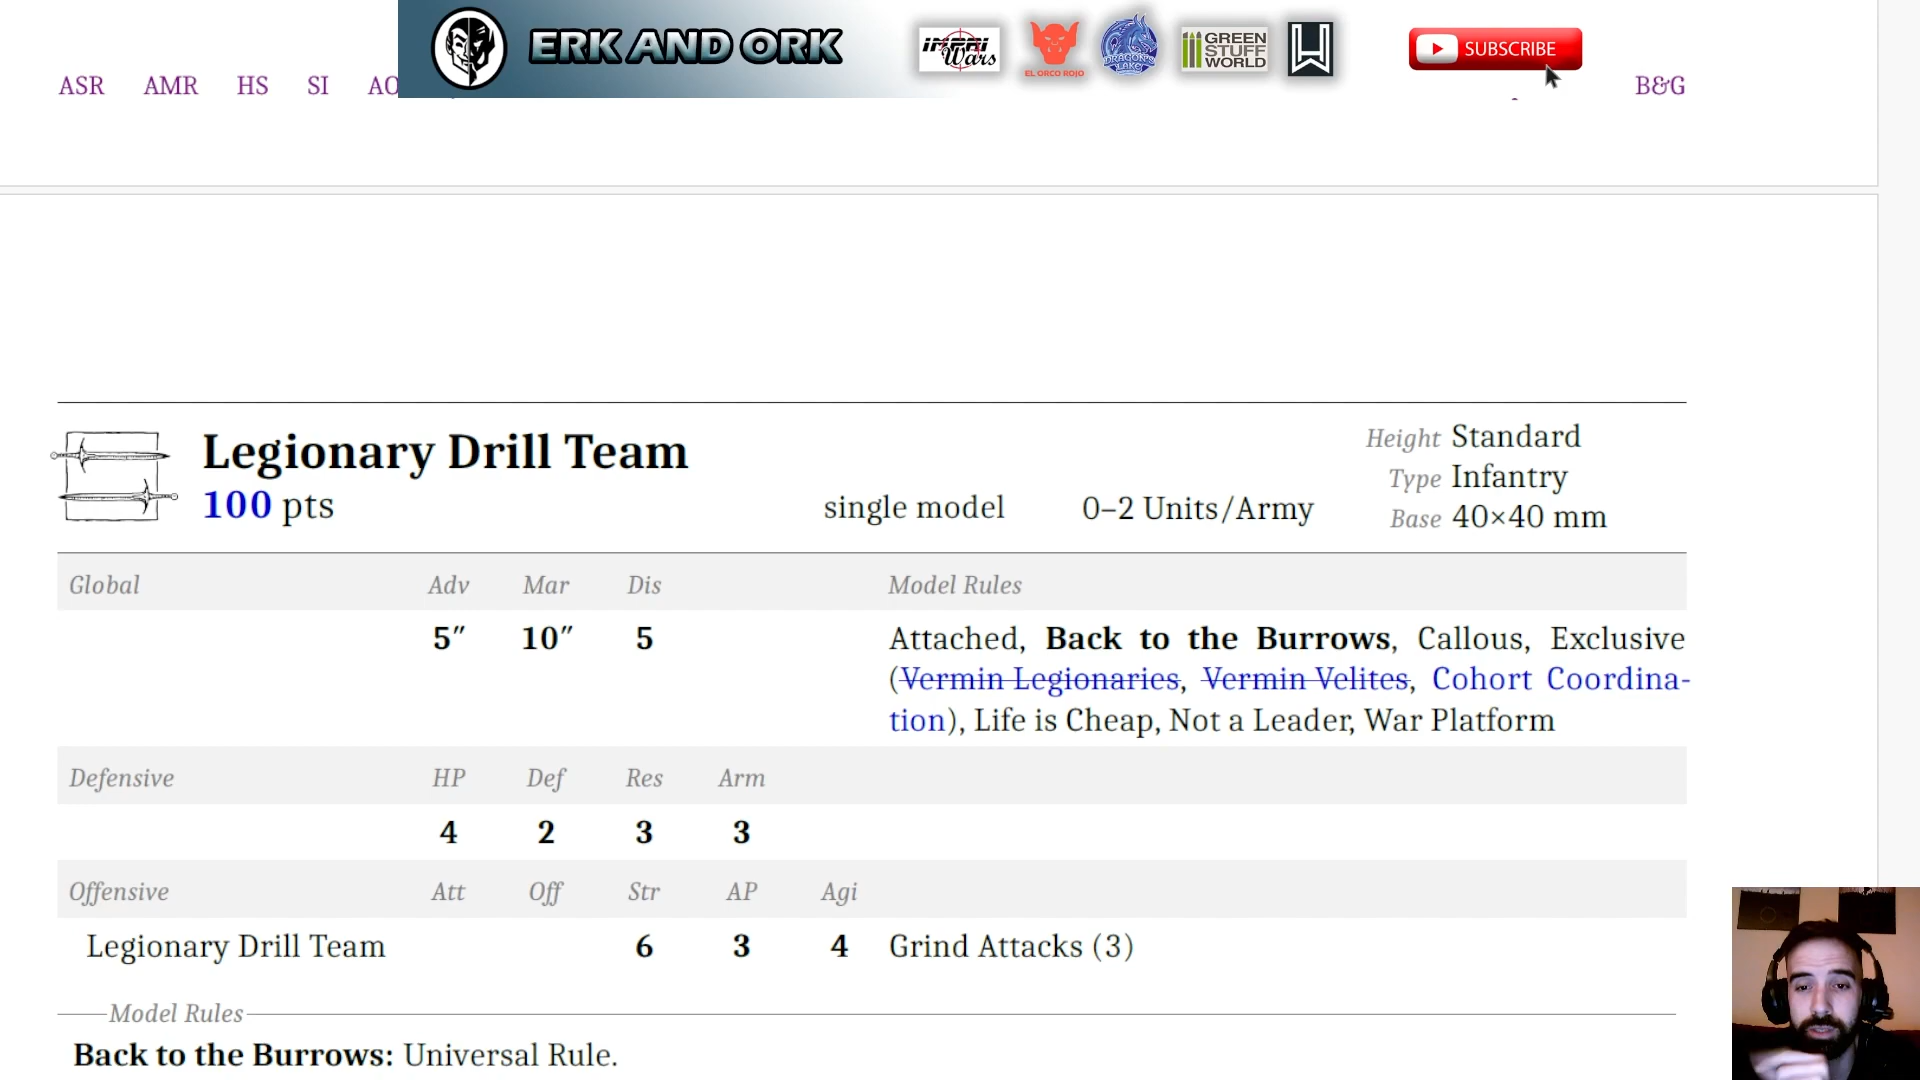 ERK AND ORK
IMPRI Wars
EL ORCO ROJO
DRAGON'S LAKE
GREEN STUFF WORLD
SUBSCRIBE
ASR AMR HS SI B&G
Legionary Drill Team
100 pts
single model
0–2 Units/Army
Height Standard
Type Infantry
Base 40×40 mm
Global Adv Mar Dis Model Rules
5″ 10″ 5 Attached, Back to the Burrows, Callous, Exclusive
(Vermin Legionaries, Vermin Velites, Cohort Coordina-
tion), Life is Cheap, Not a Leader, War Platform
Defensive HP Def Res Arm
4 2 3 3
Offensive Att Off Str AP Agi
Legionary Drill Team 6 3 4 Grind Attacks (3)
Model Rules
Back to the Burrows: Universal Rule.